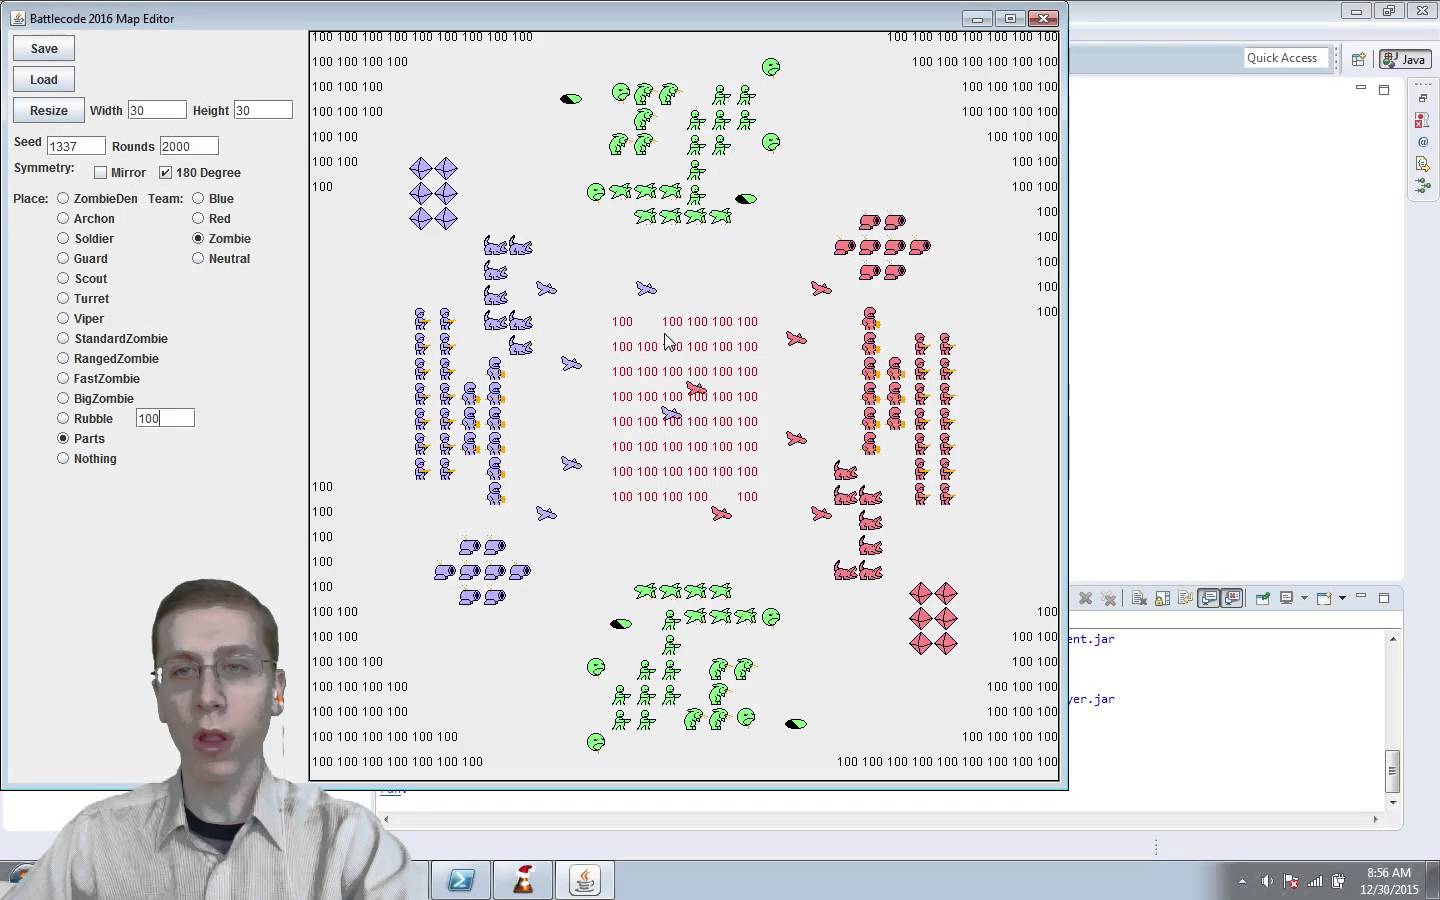 Battlecode 2016 Map Editor
Save
Load
Resize Width 30 Height 30
Seed 1337 Rounds 2000
Symmetry: Mirror 180 Degree
Place: ZombieDen Team: Blue
Archon Red
Soldier Zombie
Guard Neutral
Scout
Turret
Viper
StandardZombie
RangedZombie
FastZombie
BigZombie
Rubble 100
Parts
Nothing
100 100 100 100 100 100 100 100 100 100 100 100 100 100 100 100
100 100 100 100 100 100 100 100 100 100
100 100 100 100 100 100 100
100 100 100 100 100 100 100
100 100 100 100 100
100 100 100 100
100 100 100
100
100
100
100
100
100 100 100 100 100
100 100 100 100 100 100
100 100 100 100 100 100
100 100 100 100 100 100
100 100 100 100 100
100 100 100 100 100 100
100 100 100 100 100 100
100 100 100 100 100 100
100
100
100
100
100
100 100 100
100 100 100 100
100 100 100 100 100
100 100 100 100 100 100 100
100 100 100 100 100 100 100
100 100 100 100 100 100 100 100 100 100
100 100 100 100 100 100 100 100 100 100 100 100 100 100 100 100
Quick Access
Java
ent.jar
yer.jar
8:56 AM
12/30/2015